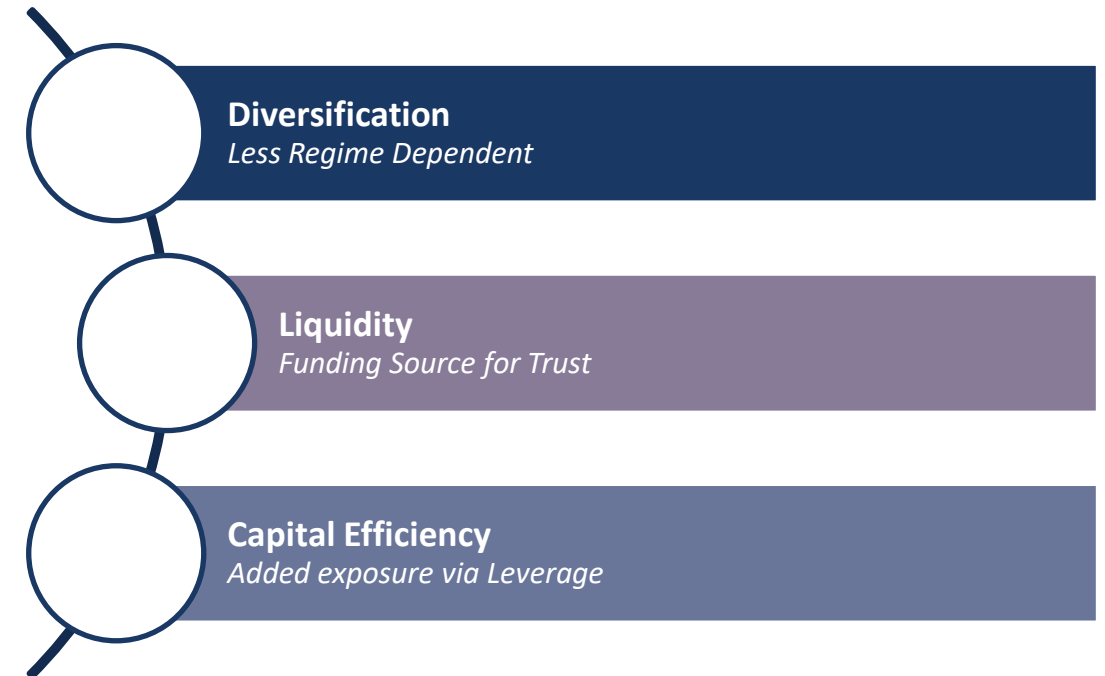 Diversification
Less Regime Dependent
Liquidity
Funding Source for Trust
Capital Efficiency
Added exposure via Leverage